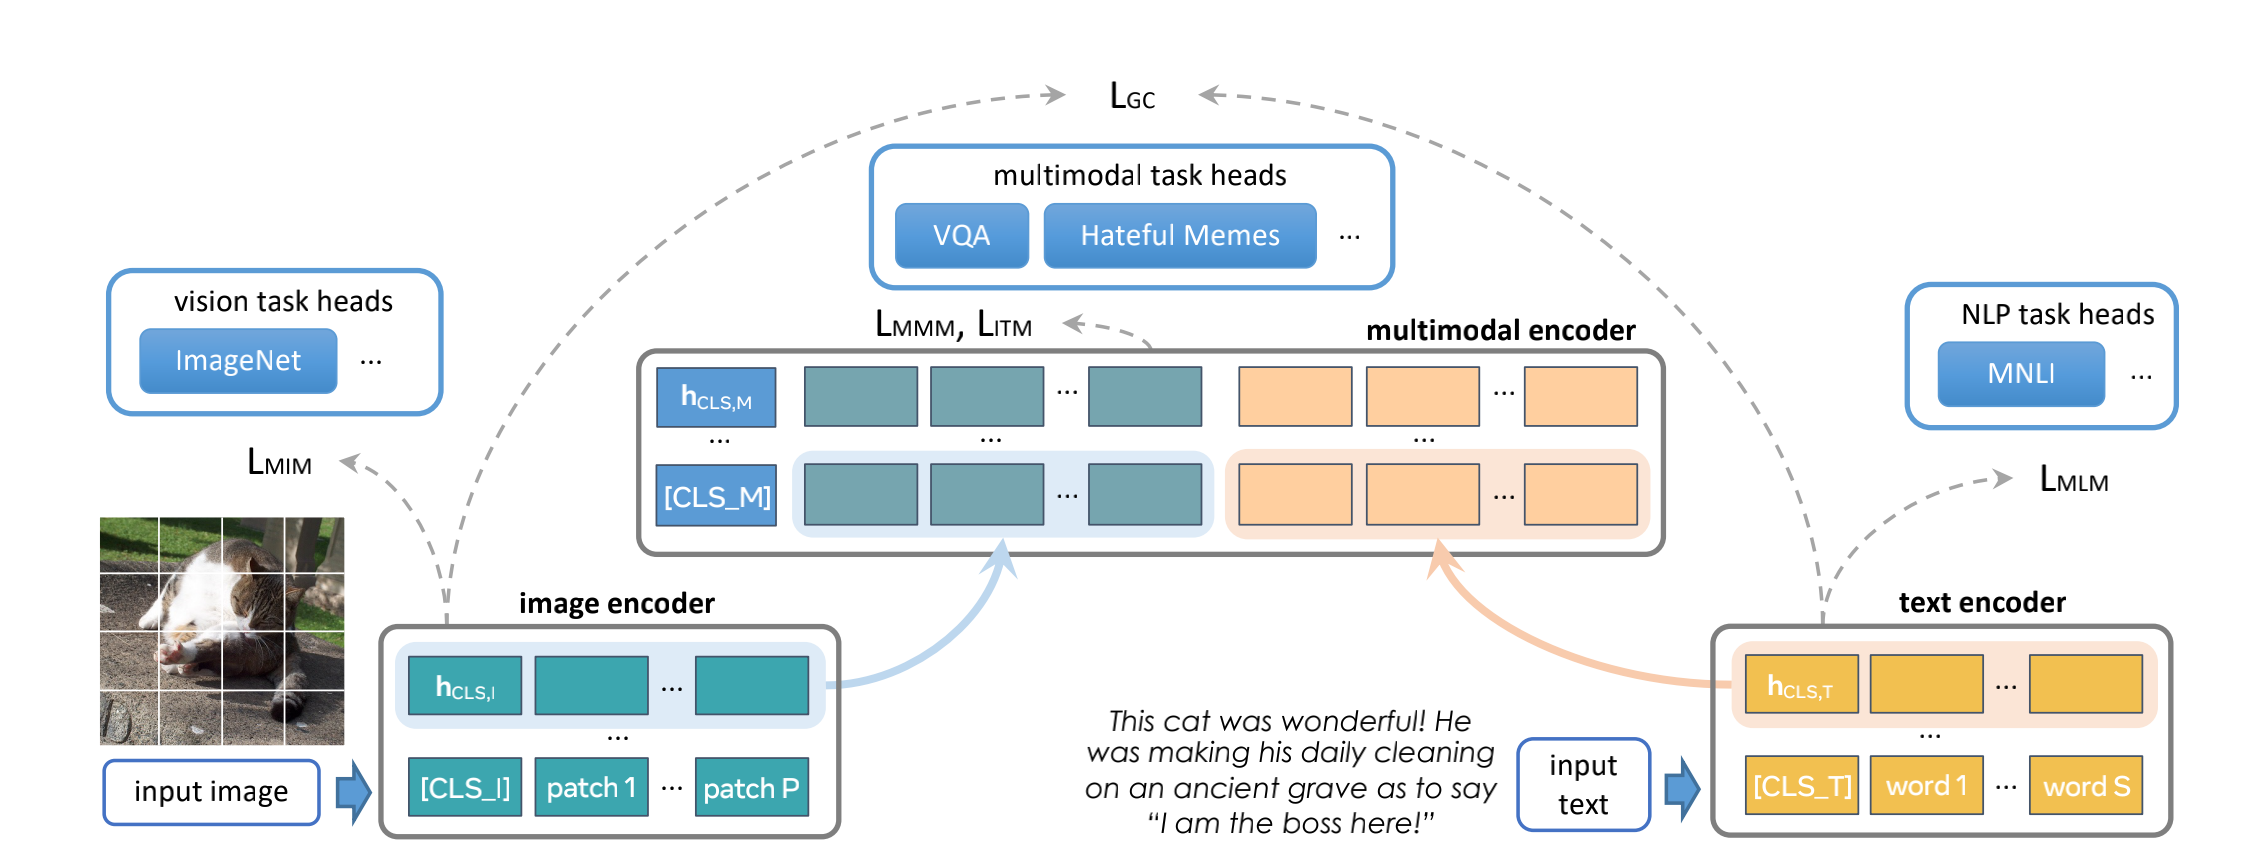 LGC
multimodal task heads
VQA
Hateful Memes
...
vision task heads
ImageNet
...
LMMM, LITM
multimodal encoder
NLP task heads
MNLI
...
hCLS,M
...
...
...
...
...
[CLS_M]
...
...
LMIM
LMLM
image encoder
hCLS,I
...
...
[CLS_I]
patch 1
...
patch P
input image
This cat was wonderful! He
was making his daily cleaning
on an ancient grave as to say
“I am the boss here!”
input
text
text encoder
hCLS,T
...
...
[CLS_T]
word 1
...
word S